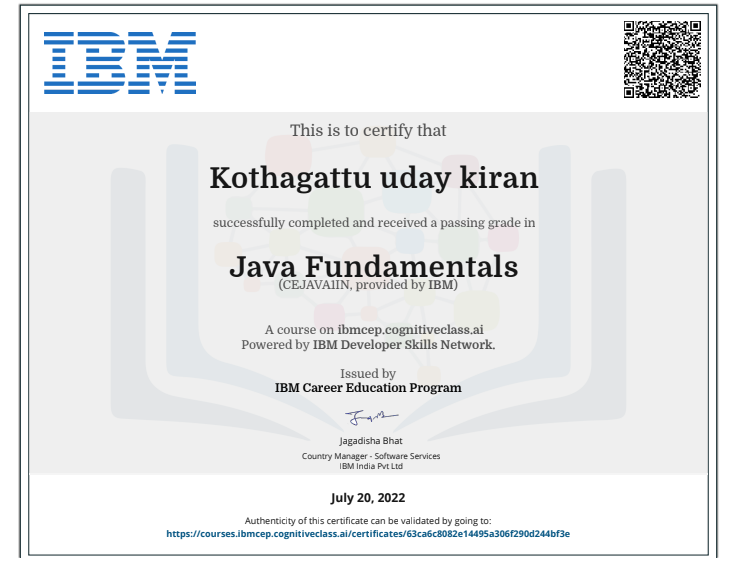 IBM
This is to certify that
Kothagattu uday kiran
successfully completed and received a passing grade in
Java Fundamentals
(CEJAVA1IN, provided by IBM)
A course on ibmcep.cognitiveclass.ai
Powered by IBM Developer Skills Network.
Issued by
IBM Career Education Program
Jagadisha Bhat
Country Manager - Software Services
IBM India Pvt Ltd
July 20, 2022
Authenticity of this certificate can be validated by going to:
https://courses.ibmcep.cognitiveclass.ai/certificates/63ca6c8082e14495a306f290d244bf3e